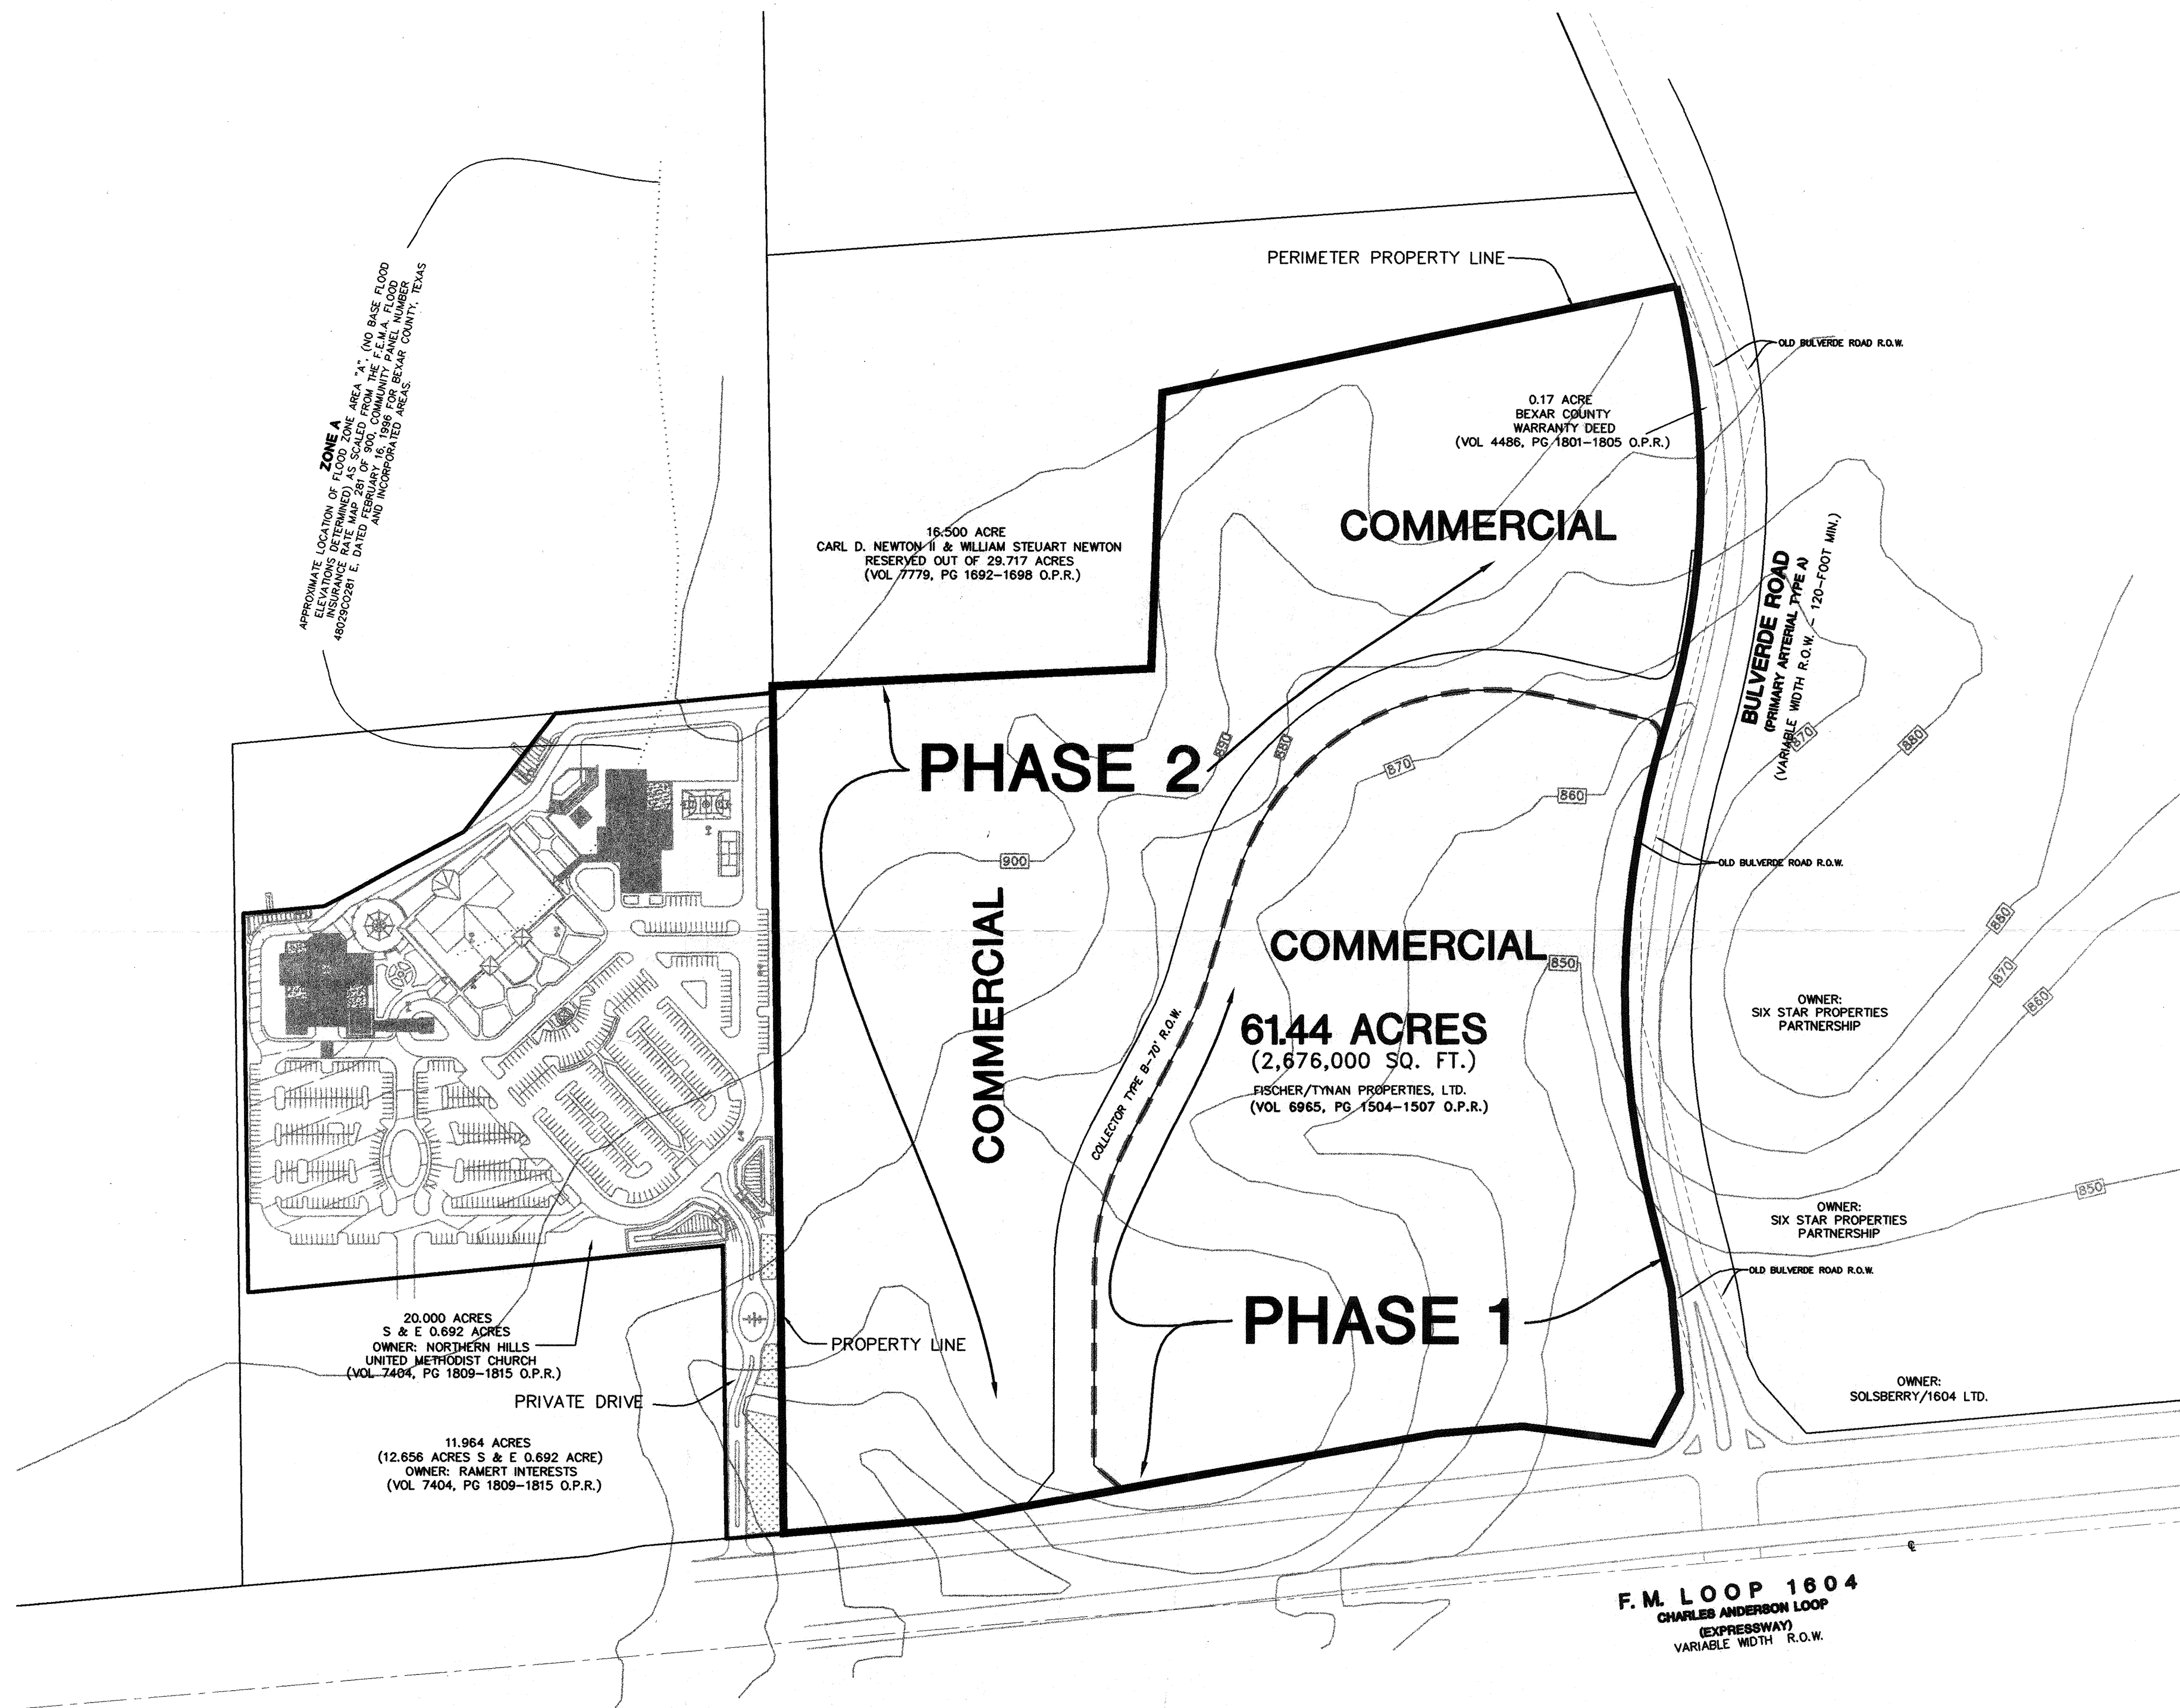 PERIMETER PROPERTY LINE
OLD BULVERDE ROAD R.O.W.
0.17 ACRE
BEXAR COUNTY
WARRANTY DEED
(VOL 4486, PG 1801-1805 O.P.R.)
ZONE A
APPROXIMATE LOCATION OF FLOOD ZONE AREA "A", (NO BASE FLOOD
ELEVATIONS DETERMINED) AS SCALED FROM THE F.E.M.A. FLOOD
INSURANCE RATE MAP 281 OF 900, COMMUNITY PANEL NUMBER
48029C0281 E, DATED FEBRUARY 16, 1996 FOR BEXAR COUNTY, TEXAS
AND INCORPORATED AREAS.
16.500 ACRE
CARL D. NEWTON II & WILLIAM STEUART NEWTON
RESERVED OUT OF 29.717 ACRES
(VOL 7779, PG 1692-1698 O.P.R.)
COMMERCIAL
BULVERDE ROAD
(PRIMARY ARTERIAL TYPE A)
(VARIABLE WIDTH R.O.W. - 120-FOOT MIN.)
PHASE 2
890
880
870
860
870
880
900
OLD BULVERDE ROAD R.O.W.
COMMERCIAL
COMMERCIAL
850
880
870
860
61.44 ACRES
(2,676,000 SQ. FT.)
FISCHER/TYNAN PROPERTIES, LTD.
(VOL 6965, PG 1504-1507 O.P.R.)
COLLECTOR TYPE B-70' R.O.W.
OWNER:
SIX STAR PROPERTIES
PARTNERSHIP
850
OWNER:
SIX STAR PROPERTIES
PARTNERSHIP
OLD BULVERDE ROAD R.O.W.
PHASE 1
20.000 ACRES
S & E 0.692 ACRES
OWNER: NORTHERN HILLS
UNITED METHODIST CHURCH
(VOL 7404, PG 1809-1815 O.P.R.)
PROPERTY LINE
PRIVATE DRIVE
OWNER:
SOLSBERRY/1604 LTD.
11.964 ACRES
(12.656 ACRES S & E 0.692 ACRE)
OWNER: RAMERT INTERESTS
(VOL 7404, PG 1809-1815 O.P.R.)
F.M. LOOP 1604
CHARLES ANDERSON LOOP
(EXPRESSWAY)
VARIABLE WIDTH R.O.W.